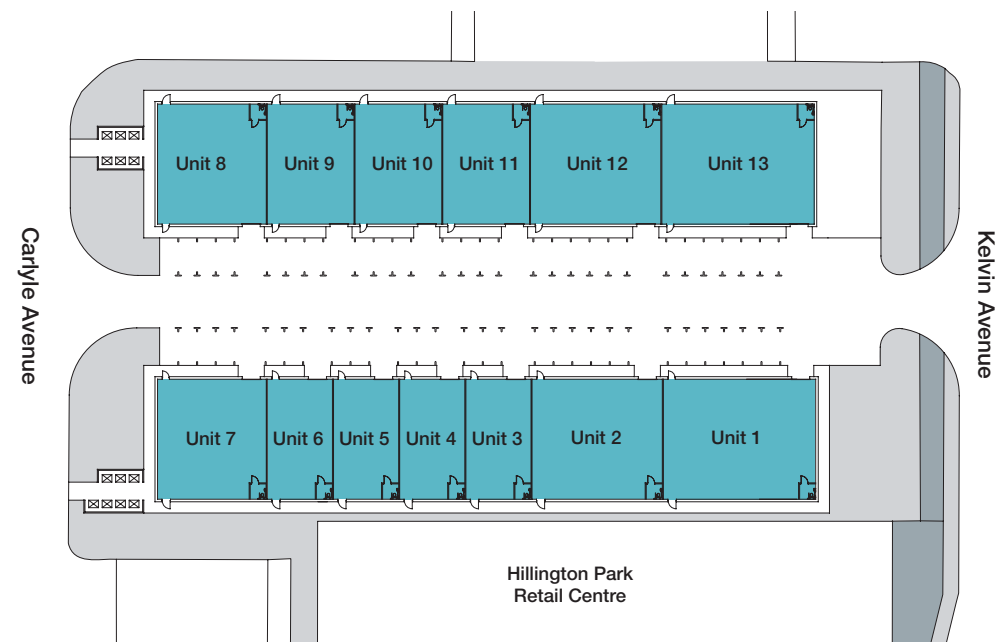 Unit 8
Unit 9
Unit 10
Unit 11
Unit 12
Unit 13
Carlyle Avenue
Kelvin Avenue
Unit 7
Unit 6
Unit 5
Unit 4
Unit 3
Unit 2
Unit 1
Hillington Park
Retail Centre